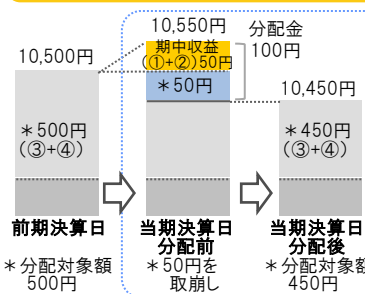 10,550円
期中収益
(①+②)50円
分配金
100円
10,500円
＊50円
10,450円
＊500円
(③+④)
＊450円
(③+④)
前期決算日
当期決算日
分配前
当期決算日
分配後
＊分配対象額
500円
＊50円を
取崩し
＊分配対象額
450円